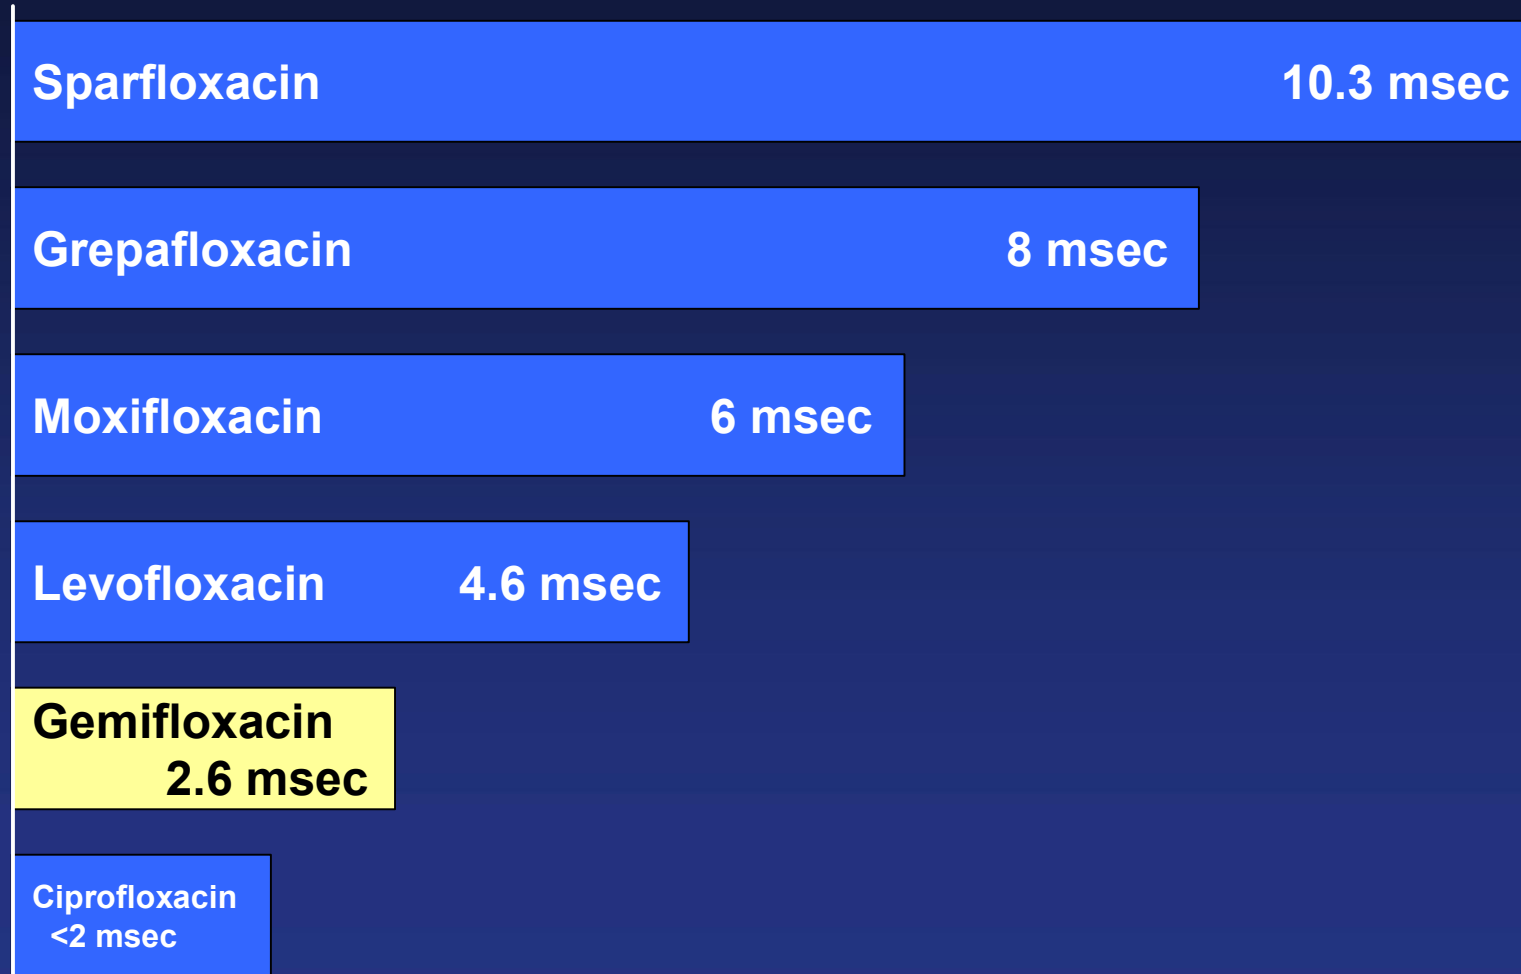 Sparfloxacin 10.3 msec
Grepafloxacin 8 msec
Moxifloxacin 6 msec
Levofloxacin 4.6 msec
Gemifloxacin
2.6 msec
Ciprofloxacin
<2 msec